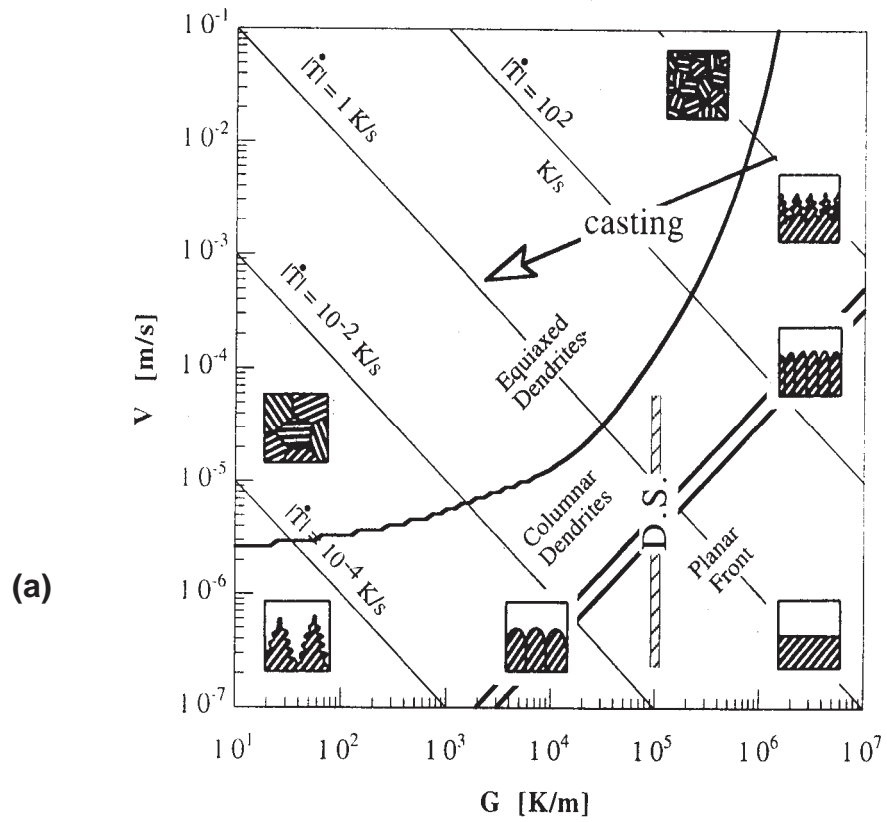 10-1
10-2
10-3
10-4
10-5
10-6
10-7
V [m/s]
(a)
|Ṫ| = 1 K/s
|Ṫ| = 10²
K/s
casting
|Ṫ| = 10-2 K/s
Equiaxed
Dendrites
|Ṫ| = 10-4 K/s
Columnar
Dendrites
D.S.
Planar
Front
10¹ 10² 10³ 10⁴ 10⁵ 10⁶ 10⁷
G [K/m]